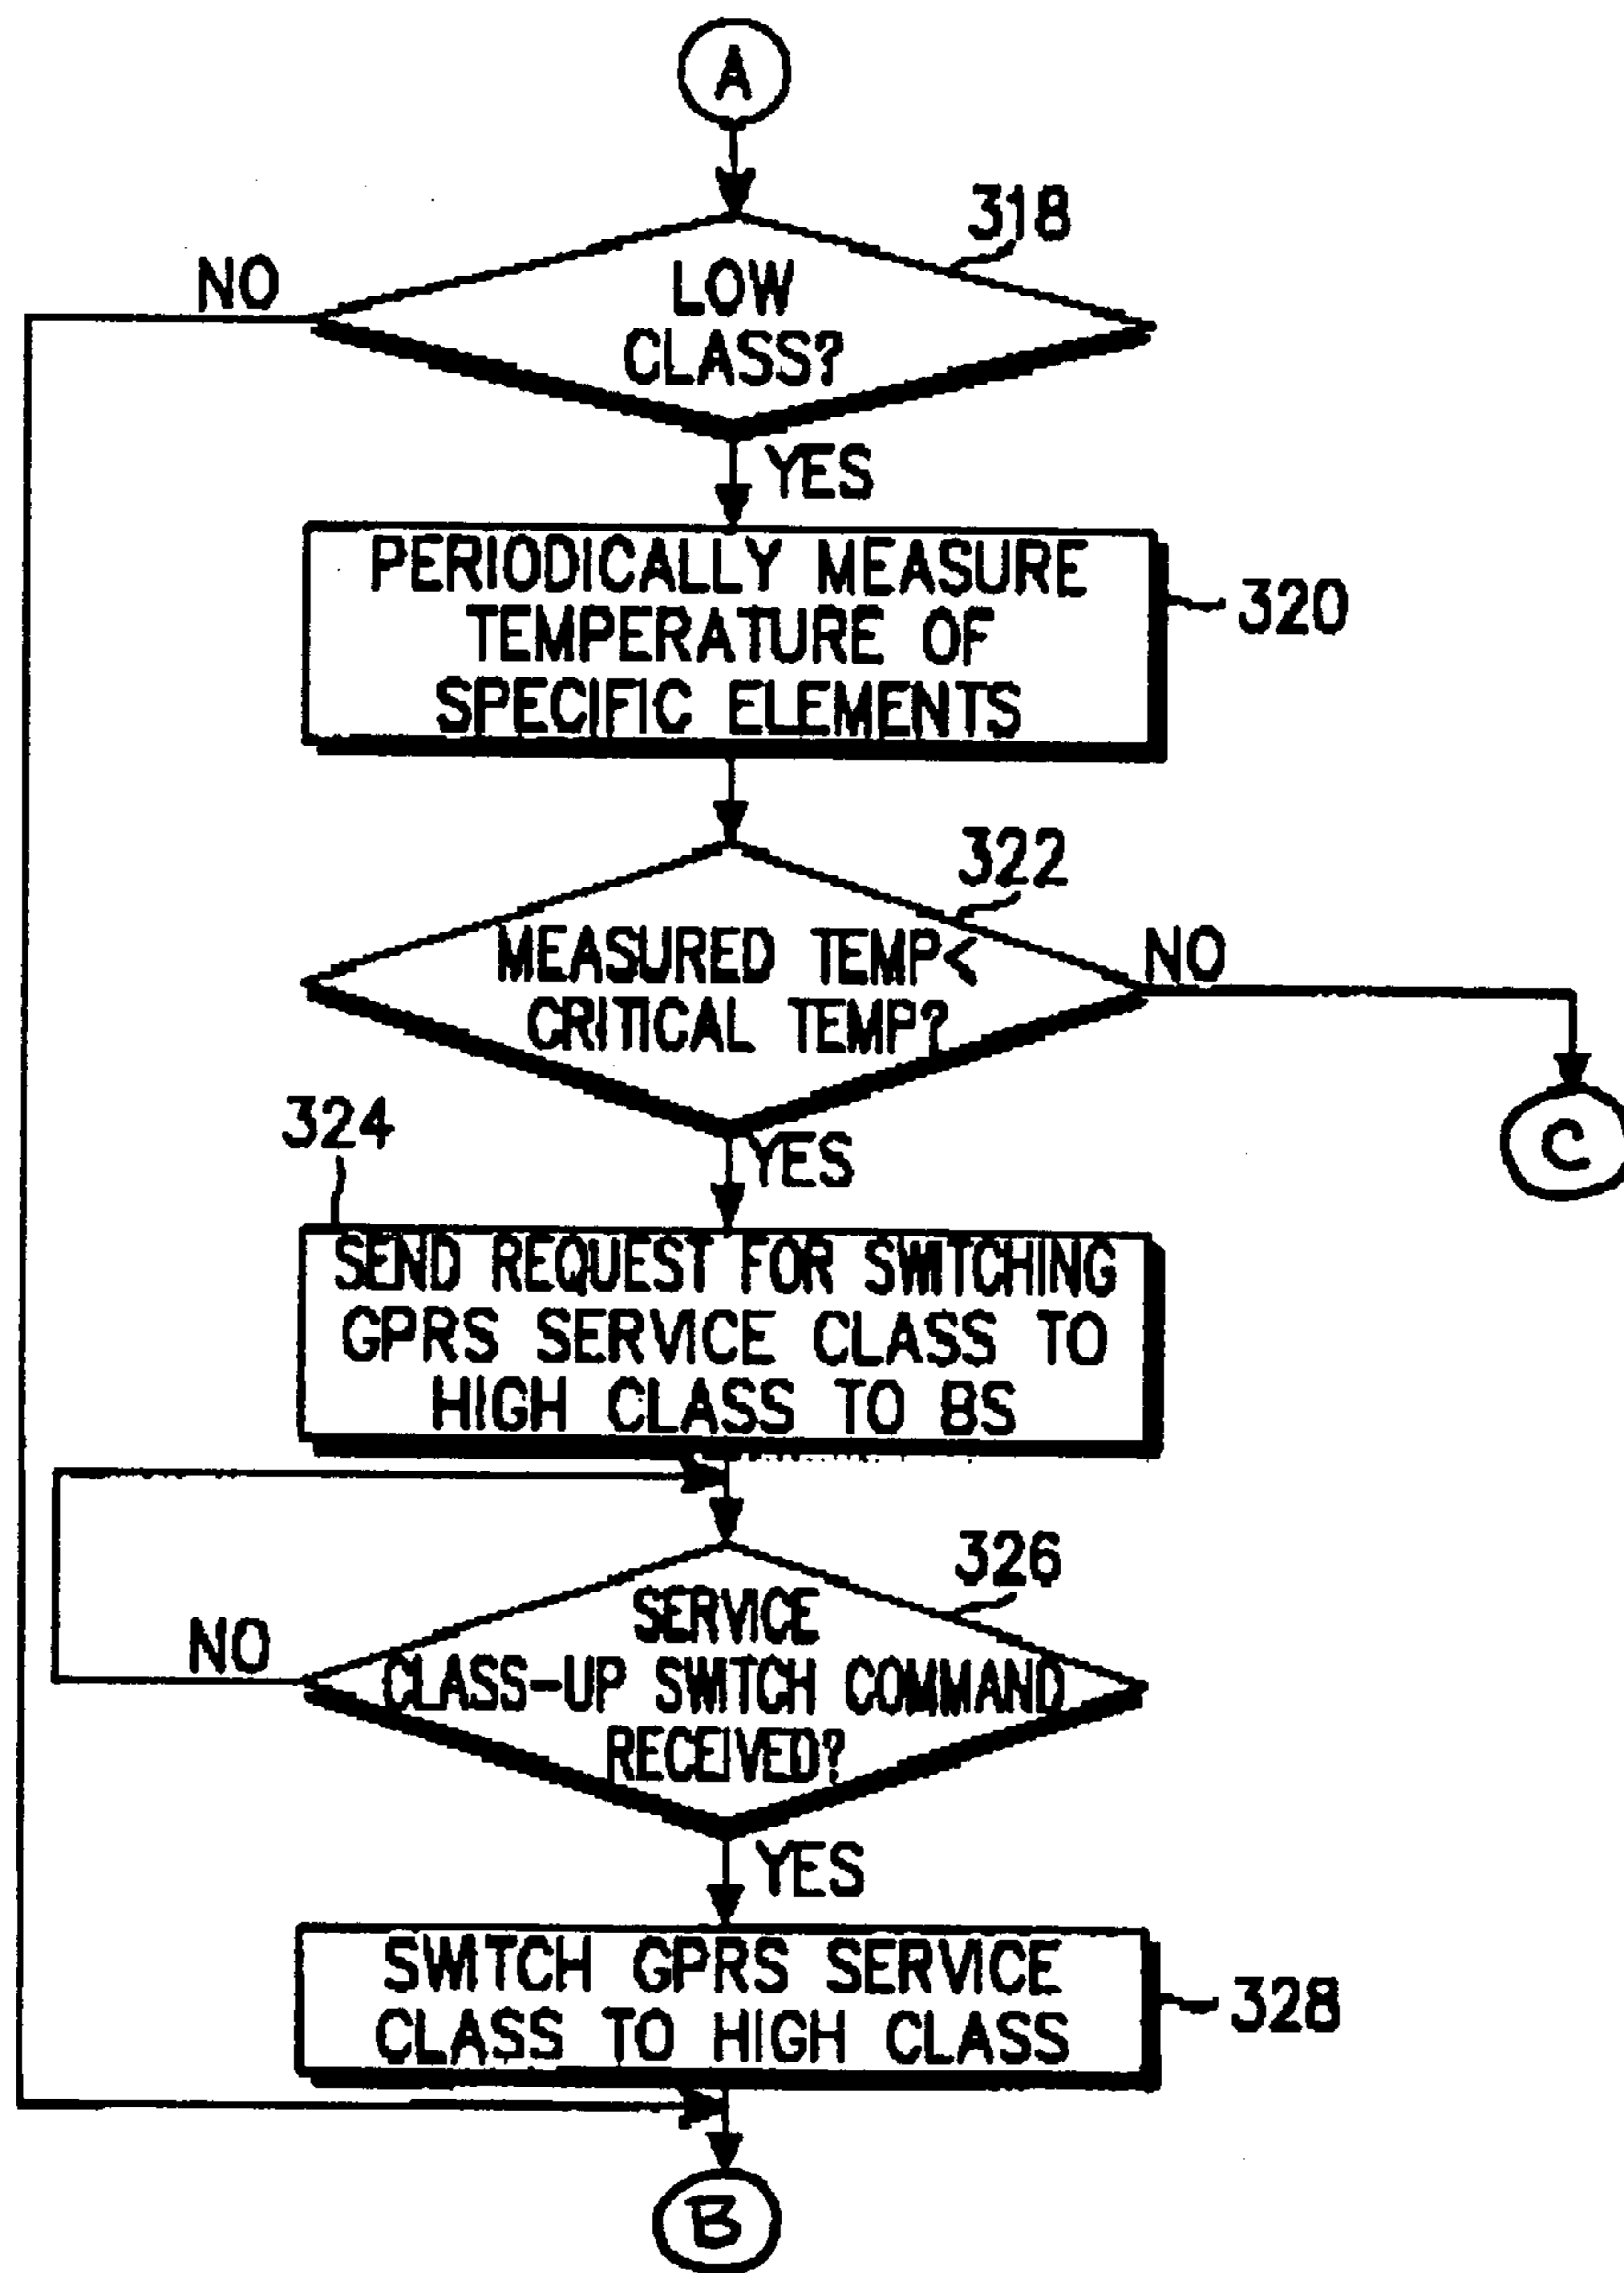 A
318
NO
LOW
CLASS?
YES
PERIODICALLY MEASURE
TEMPERATURE OF
SPECIFIC ELEMENTS
320
322
MEASURED TEMP<
CRITICAL TEMP?
NO
C
YES
324
SEND REQUEST FOR SWITCHING
GPRS SERVICE CLASS TO
HIGH CLASS TO BS
326
SERVICE
CLASS-UP SWITCH COMMAND
RECEIVED?
NO
YES
SWITCH GPRS SERVICE
CLASS TO HIGH CLASS
328
B